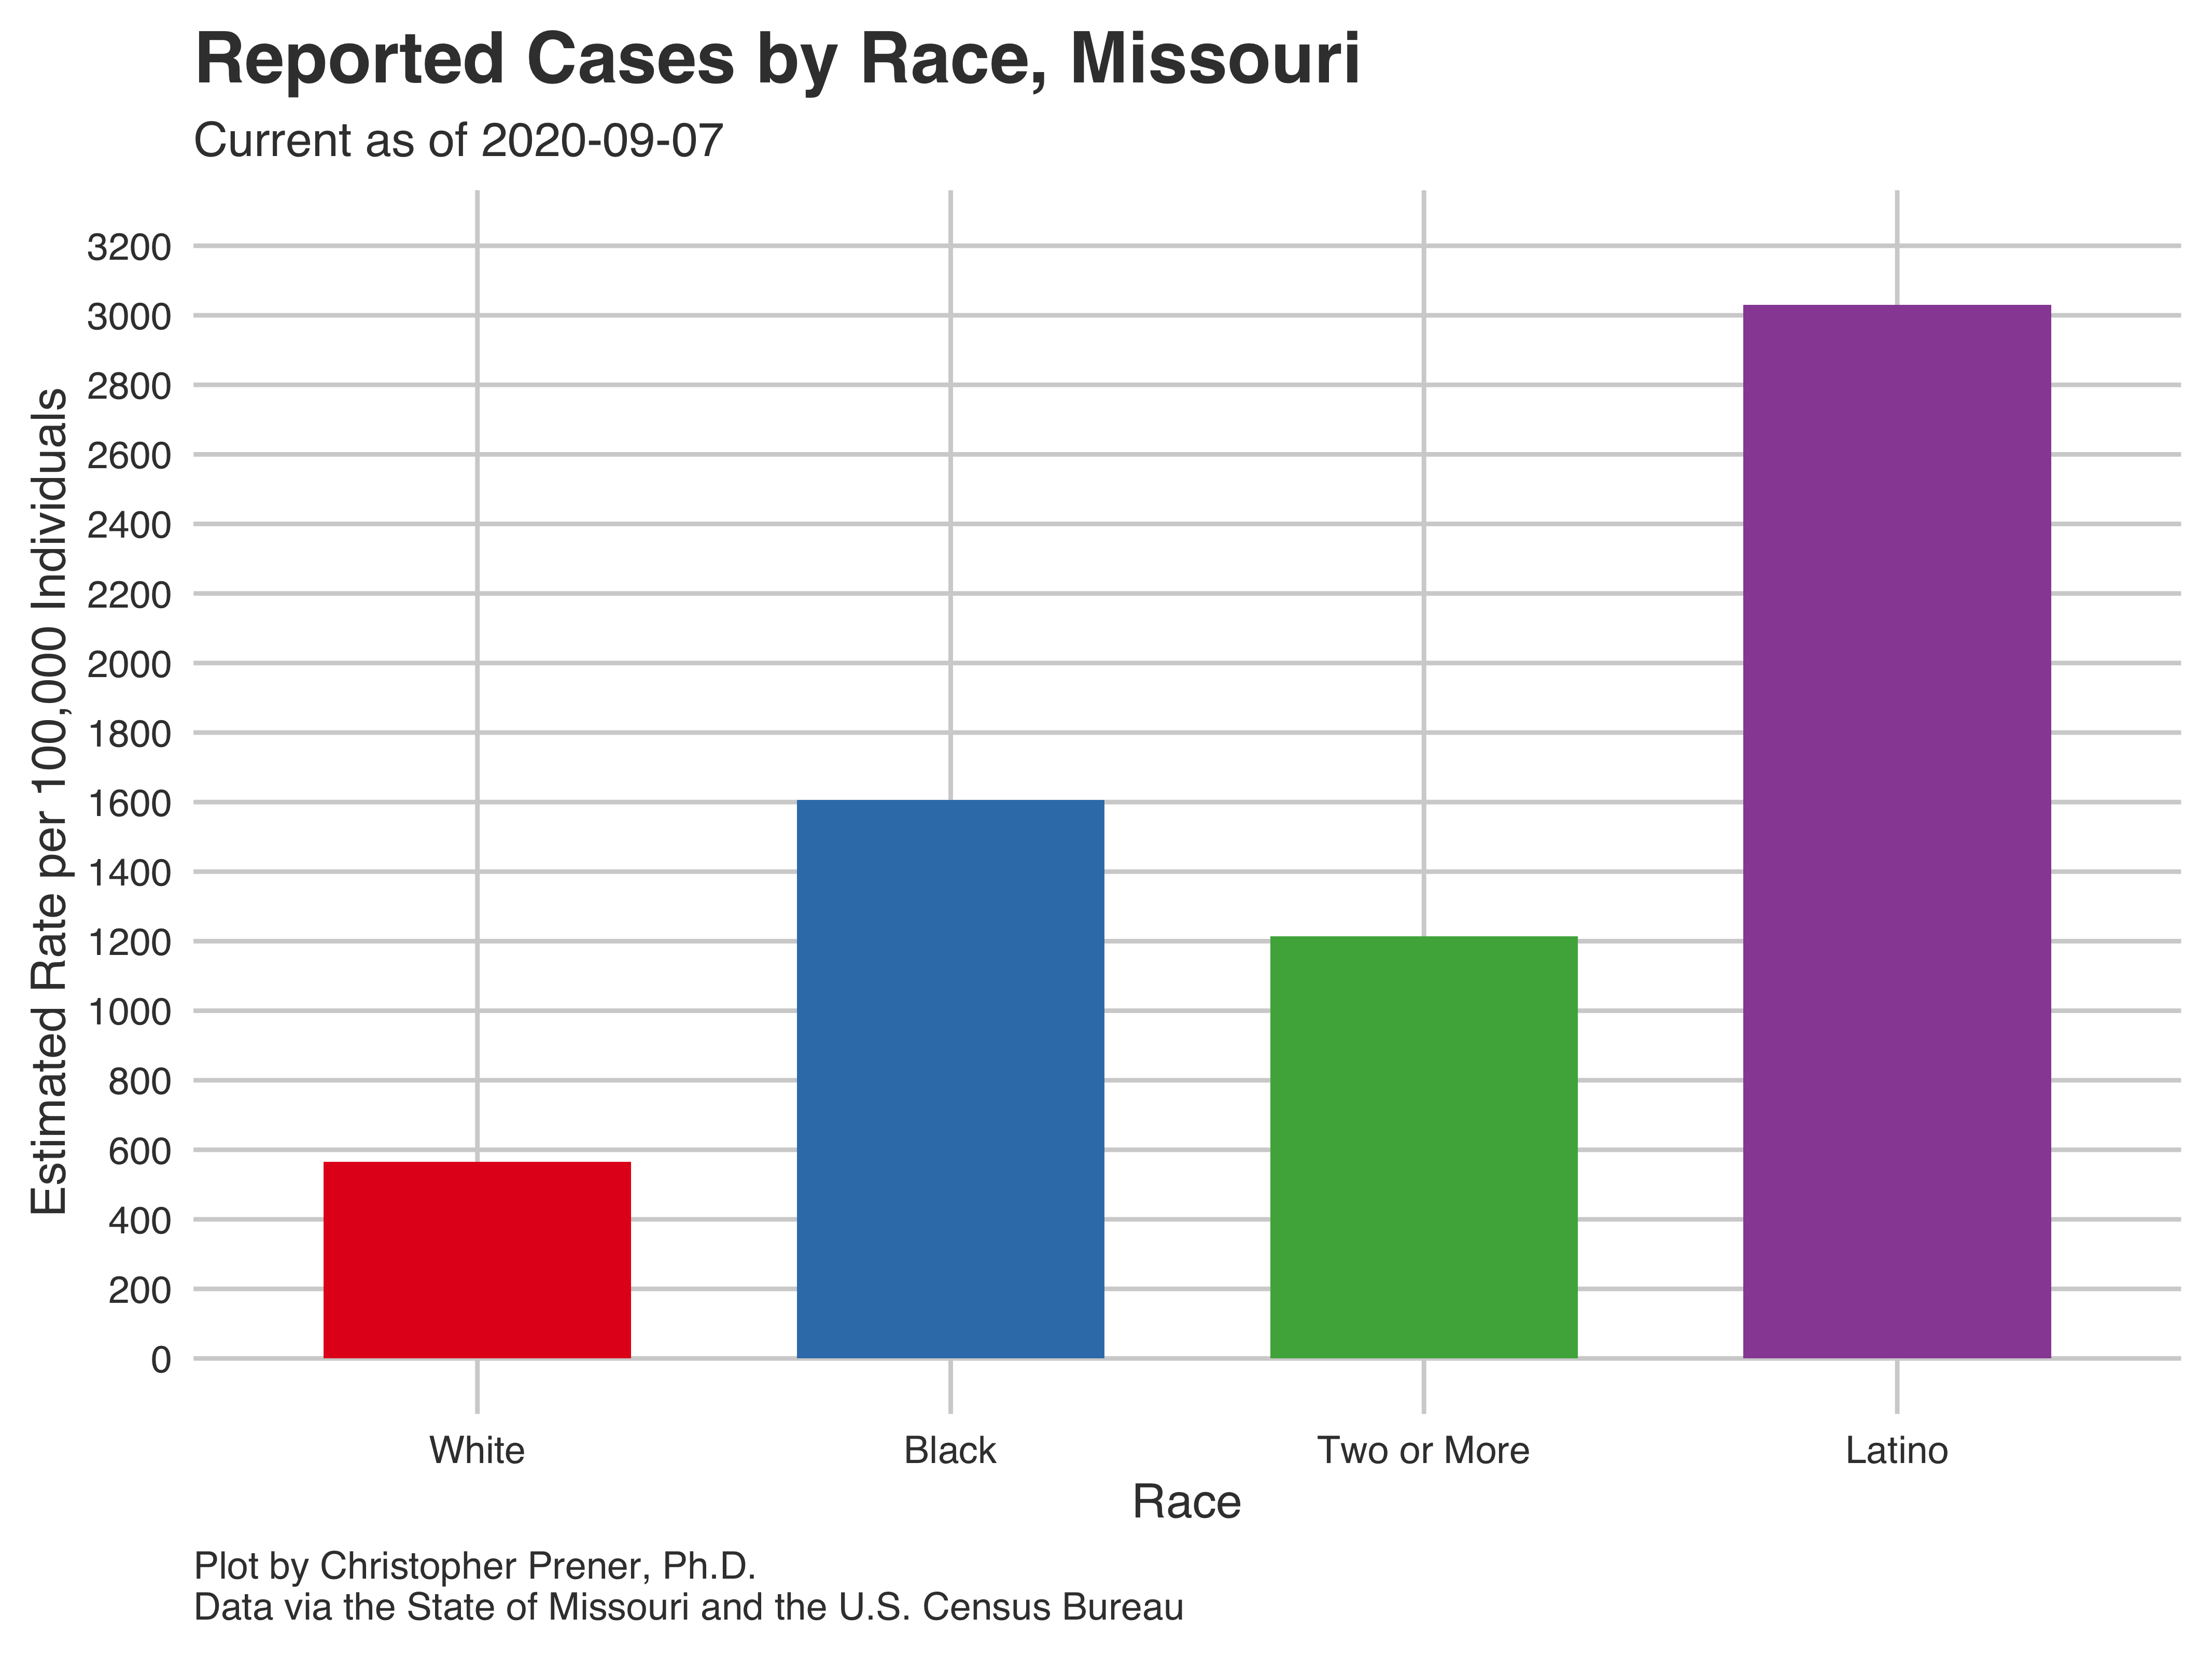 Reported Cases by Race, Missouri
Current as of 2020-09-07
Estimated Rate per 100,000 Individuals
3200
3000
2800
2600
2400
2200
2000
1800
1600
1400
1200
1000
800
600
400
200
0
White
Black
Two or More
Latino
Race
Plot by Christopher Prener, Ph.D.
Data via the State of Missouri and the U.S. Census Bureau